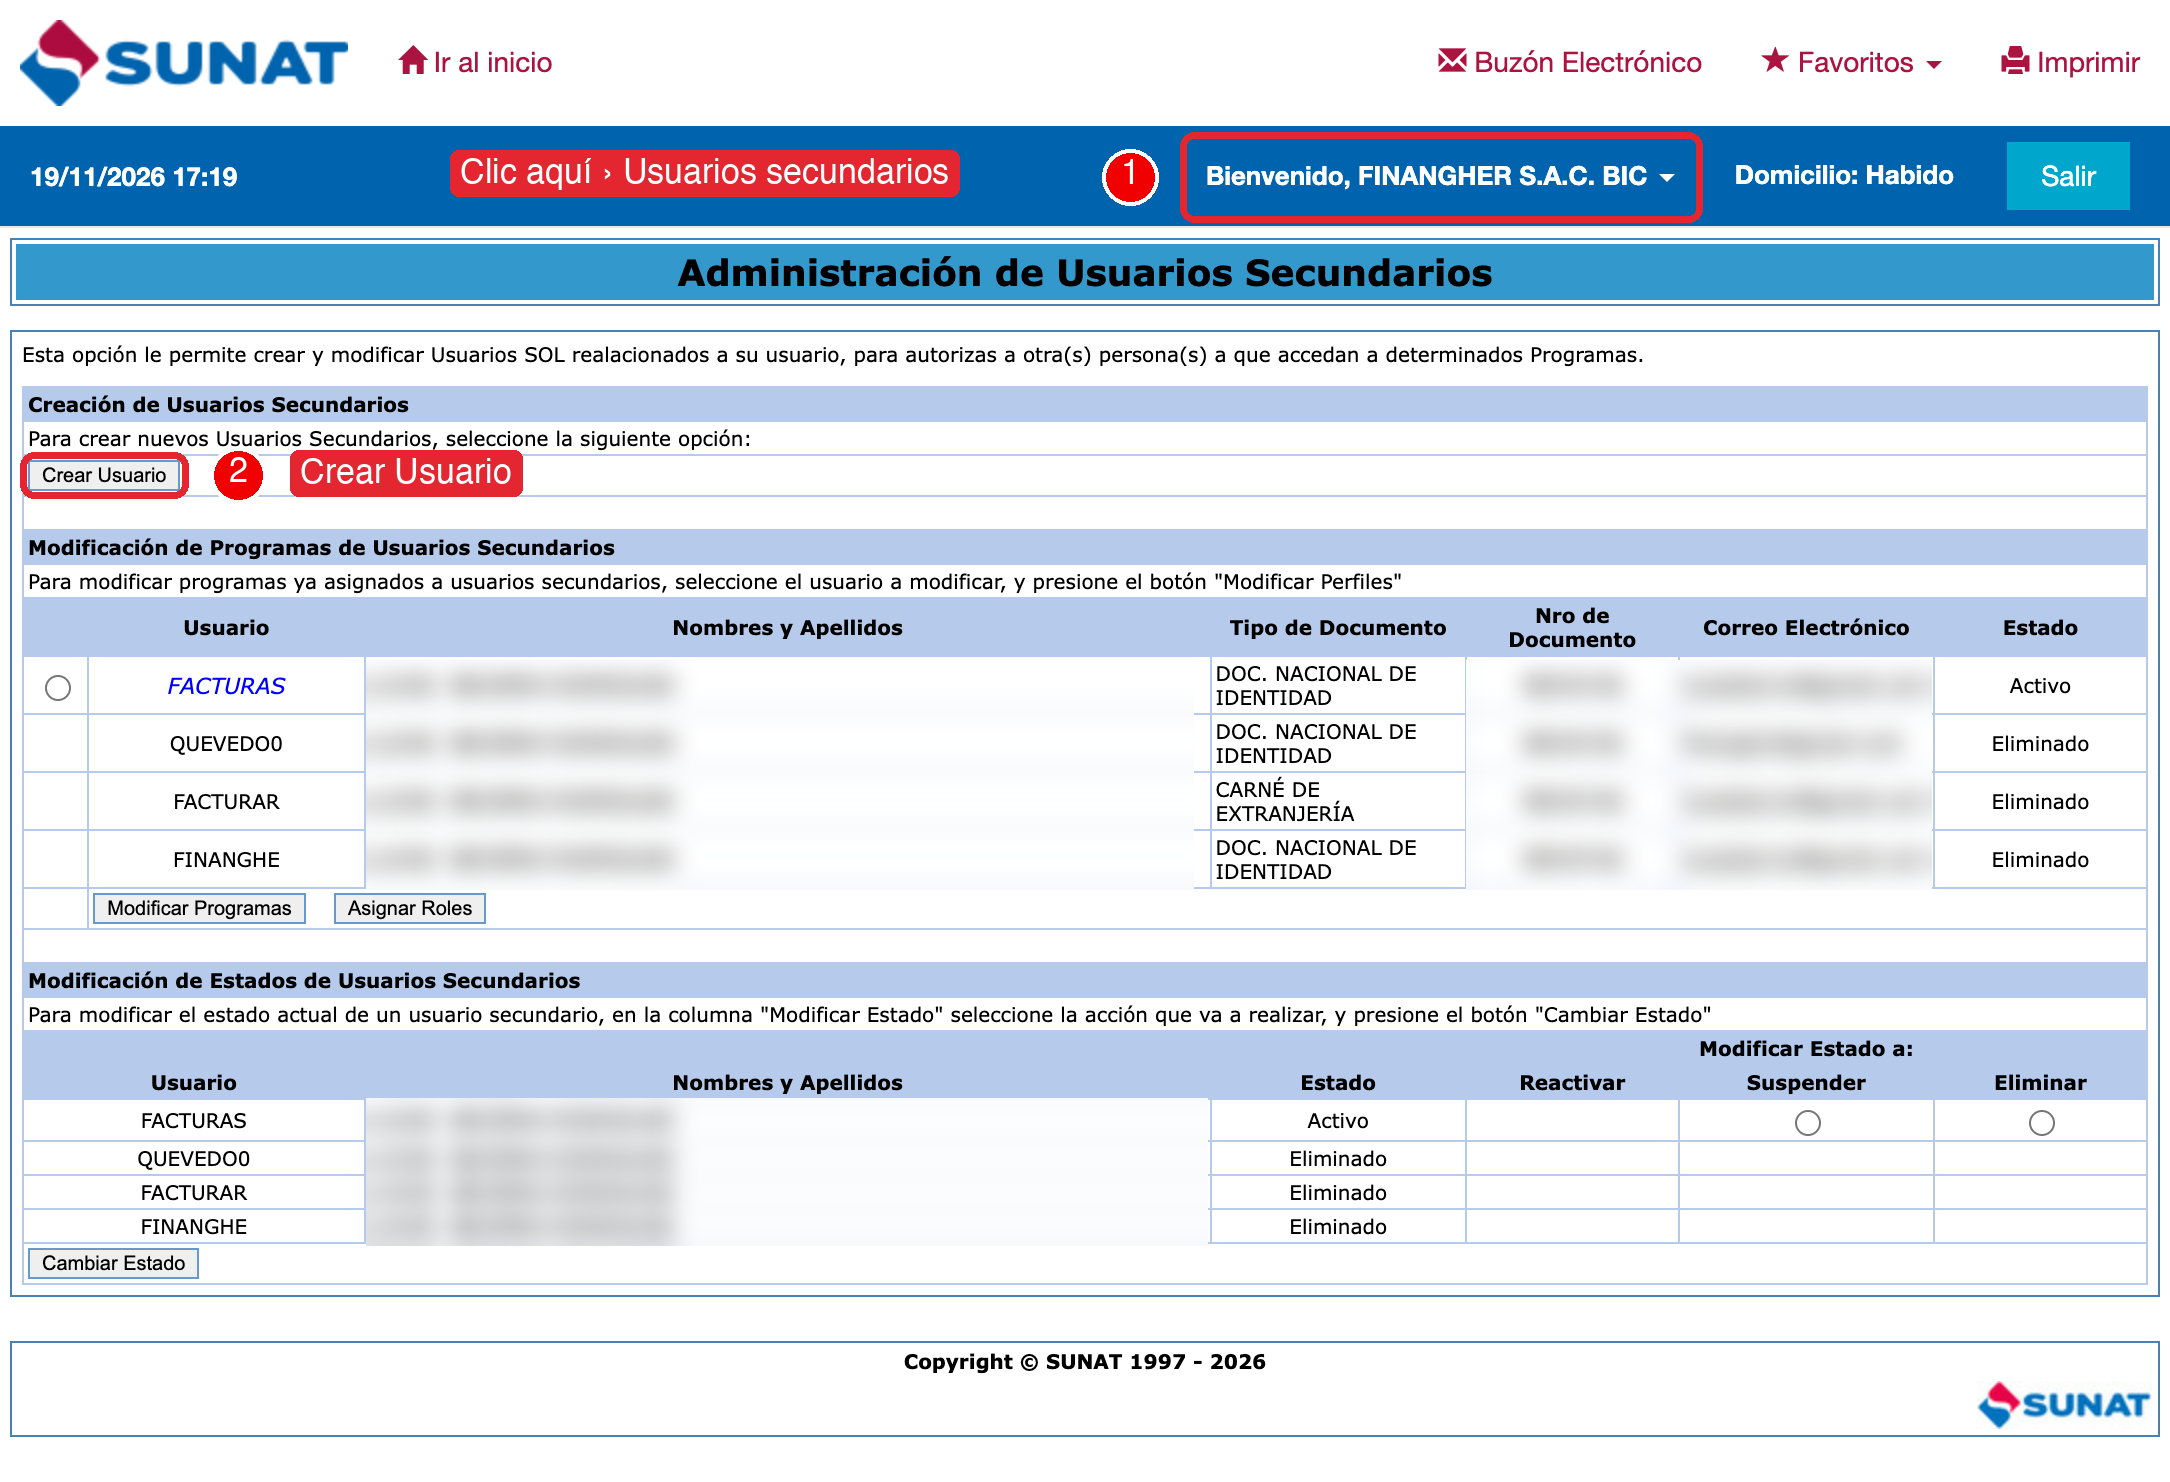 SUNAT
Ir al inicio
Buzón Electrónico
Favoritos
Imprimir
19/11/2026 17:19
Clic aquí › Usuarios secundarios
1
Bienvenido, FINANGHER S.A.C. BIC
Domicilio: Habido
Salir
Administración de Usuarios Secundarios
Esta opción le permite crear y modificar Usuarios SOL realacionados a su usuario, para autorizas a otra(s) persona(s) a que accedan a determinados Programas.
Creación de Usuarios Secundarios
Para crear nuevos Usuarios Secundarios, seleccione la siguiente opción:
Crear Usuario
2
Crear Usuario
Modificación de Programas de Usuarios Secundarios
Para modificar programas ya asignados a usuarios secundarios, seleccione el usuario a modificar, y presione el botón "Modificar Perfiles"
Usuario
Nombres y Apellidos
Tipo de Documento
Nro de
Documento
Correo Electrónico
Estado
FACTURAS
DOC. NACIONAL DE
IDENTIDAD
Activo
QUEVEDO0
DOC. NACIONAL DE
IDENTIDAD
Eliminado
FACTURAR
CARNÉ DE
EXTRANJERÍA
Eliminado
FINANGHE
DOC. NACIONAL DE
IDENTIDAD
Eliminado
Modificar Programas
Asignar Roles
Modificación de Estados de Usuarios Secundarios
Para modificar el estado actual de un usuario secundario, en la columna "Modificar Estado" seleccione la acción que va a realizar, y presione el botón "Cambiar Estado"
Modificar Estado a:
Usuario
Nombres y Apellidos
Estado
Reactivar
Suspender
Eliminar
FACTURAS
Activo
QUEVEDO0
Eliminado
FACTURAR
Eliminado
FINANGHE
Eliminado
Cambiar Estado
Copyright © SUNAT 1997 - 2026
SUNAT